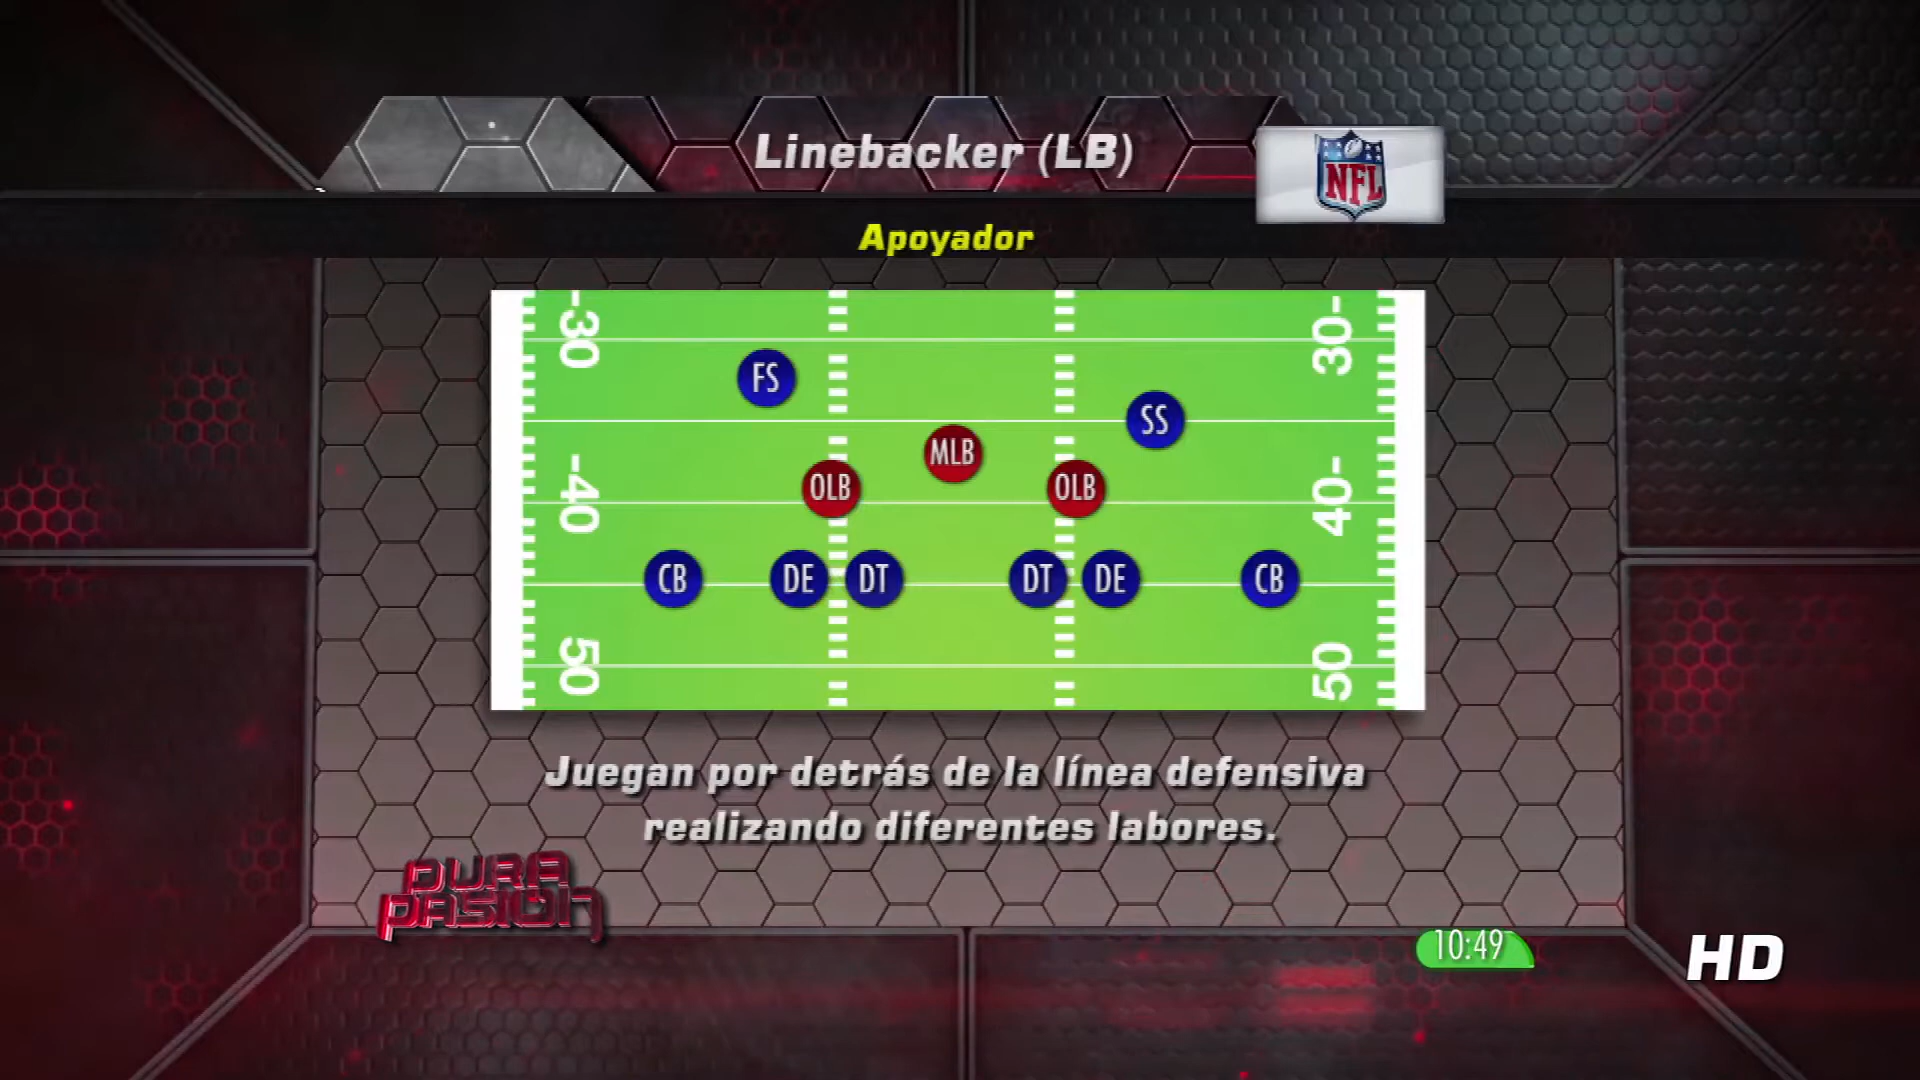 Linebacker (LB)
NFL
Apoyador
-30
30-
FS
SS
MLB
OLB
OLB
-40
40-
CB
DE
DT
DT
DE
CB
50
50
Juegan por detrás de la línea defensiva
realizando diferentes labores.
PURA
PASION
10:49
HD